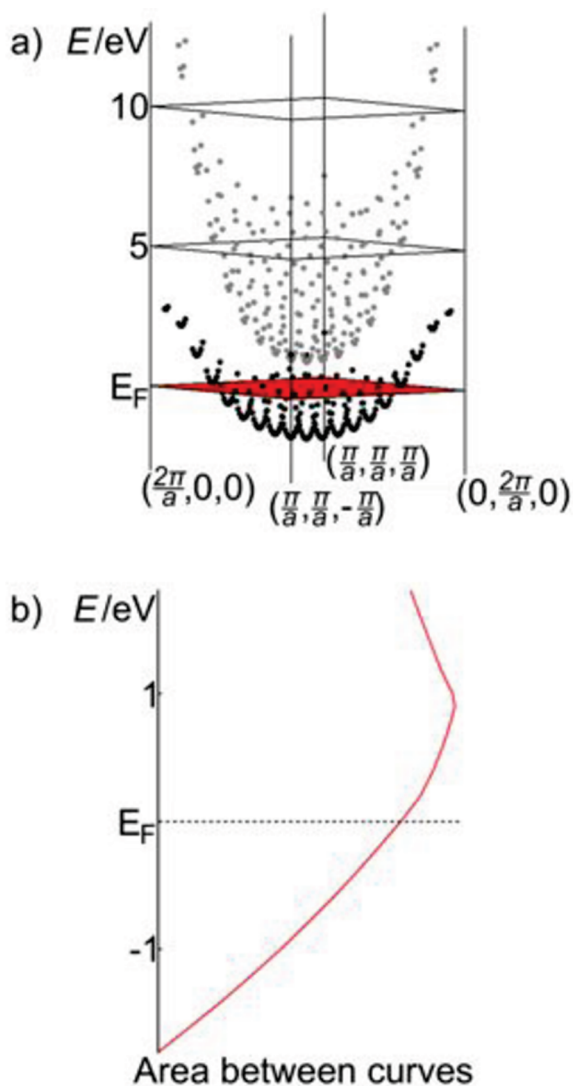 a) E/eV
10
5
E_F
(2π/a,0,0)
(π/a,π/a,-π/a)
(π/a,π/a,π/a)
(0,2π/a,0)
b) E/eV
1
E_F
-1
Area between curves